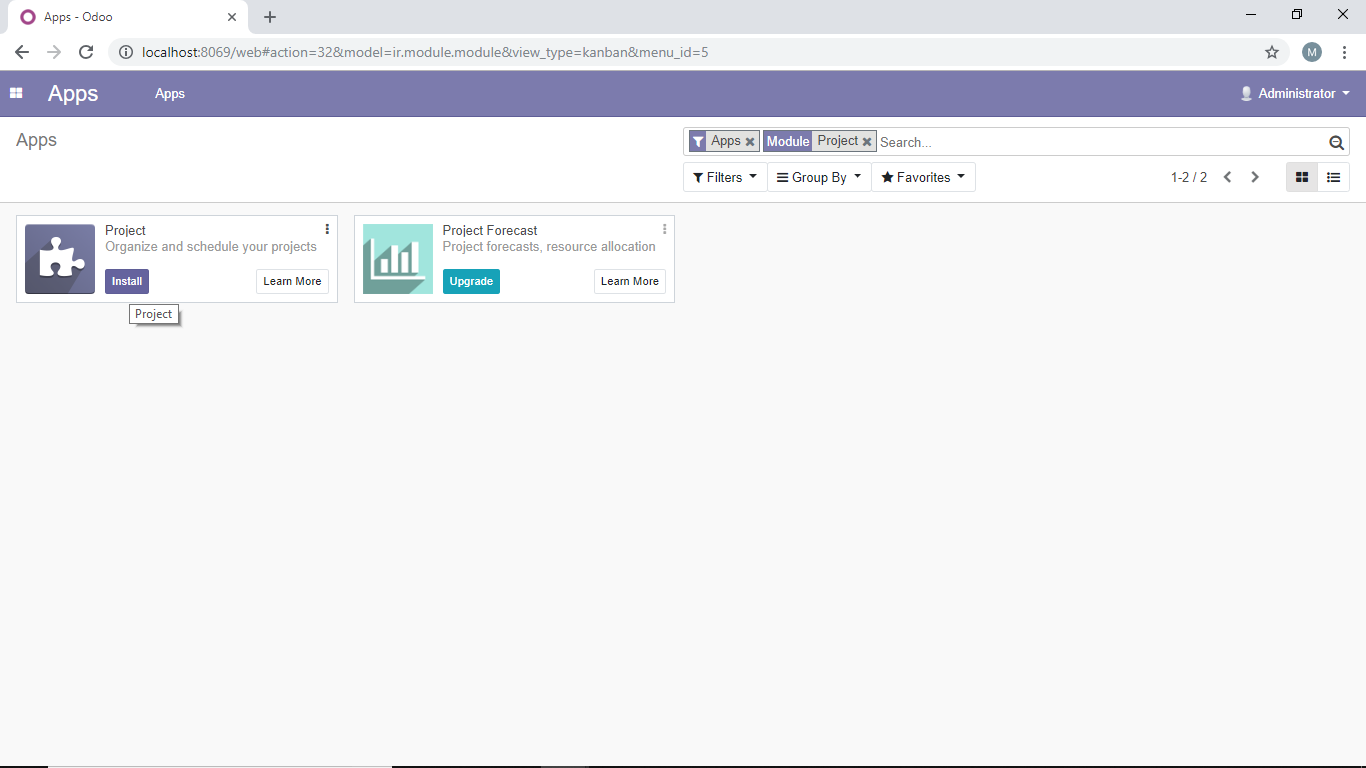 Apps - Odoo
localhost:8069/web#action=32&model=ir.module.module&view_type=kanban&menu_id=5
M
Apps
Apps
Administrator
Apps
Apps
Module Project
Search...
Filters
Group By
Favorites
1-2 / 2
Project
Organize and schedule your projects
Install
Learn More
Project Forecast
Project forecasts, resource allocation
Upgrade
Learn More
Project